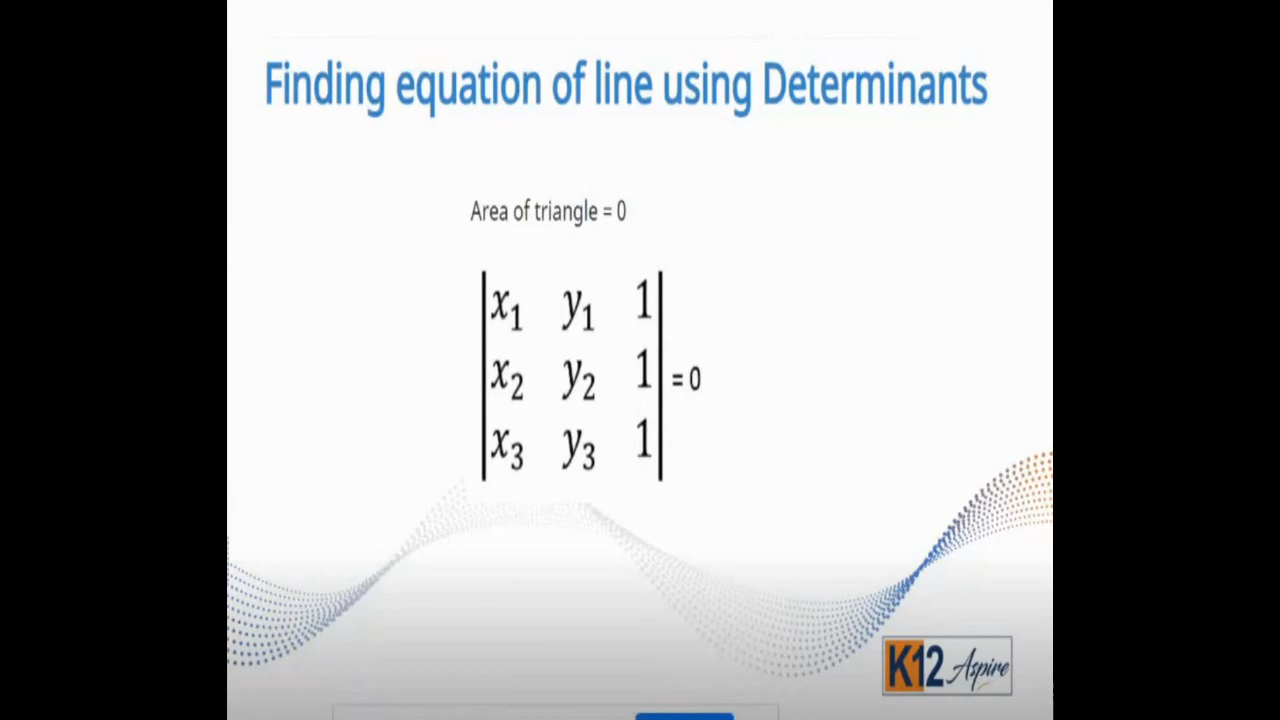 Finding equation of line using Determinants
Area of triangle = 0
x₁ y₁ 1
x₂ y₂ 1
x₃ y₃ 1
= 0
K12 Aspire